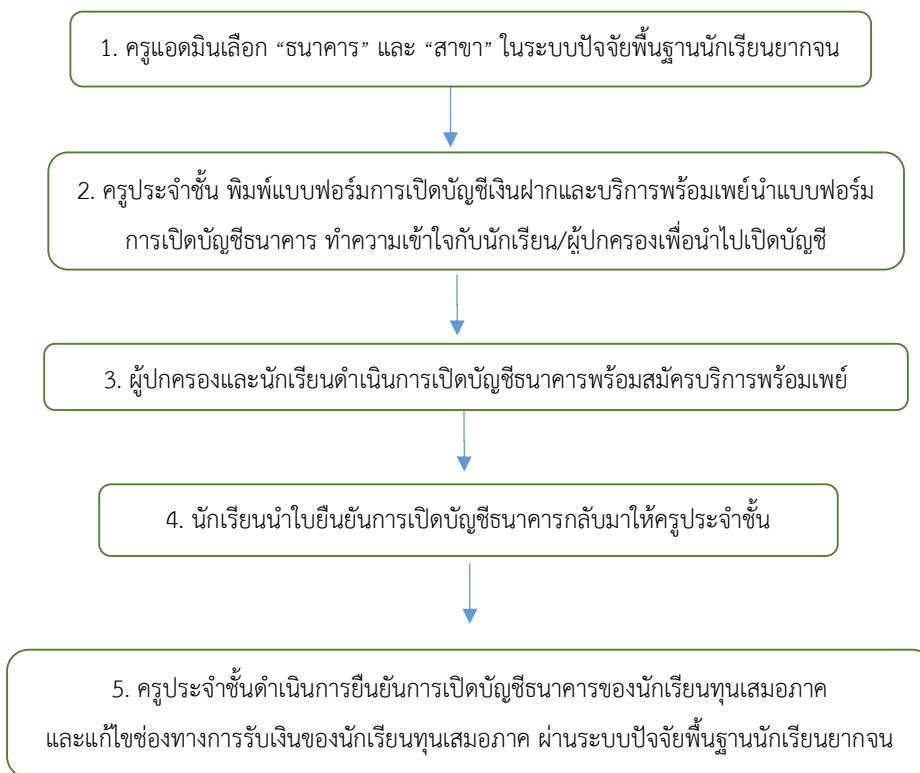 1. ครูแอดมินเลือก “ธนาคาร” และ “สาขา” ในระบบปัจจัยพื้นฐานนักเรียนยากจน
2. ครูประจำชั้น พิมพ์แบบฟอร์มการเปิดบัญชีเงินฝากและบริการพร้อมเพย์นำแบบฟอร์ม
การเปิดบัญชีธนาคาร ทำความเข้าใจกับนักเรียน/ผู้ปกครองเพื่อนำไปเปิดบัญชี
3. ผู้ปกครองและนักเรียนดำเนินการเปิดบัญชีธนาคารพร้อมสมัครบริการพร้อมเพย์
4. นักเรียนนำใบยืนยันการเปิดบัญชีธนาคารกลับมาให้ครูประจำชั้น
5. ครูประจำชั้นดำเนินการยืนยันการเปิดบัญชีธนาคารของนักเรียนทุนเสมอภาค
และแก้ไขช่องทางการรับเงินของนักเรียนทุนเสมอภาค ผ่านระบบปัจจัยพื้นฐานนักเรียนยากจน